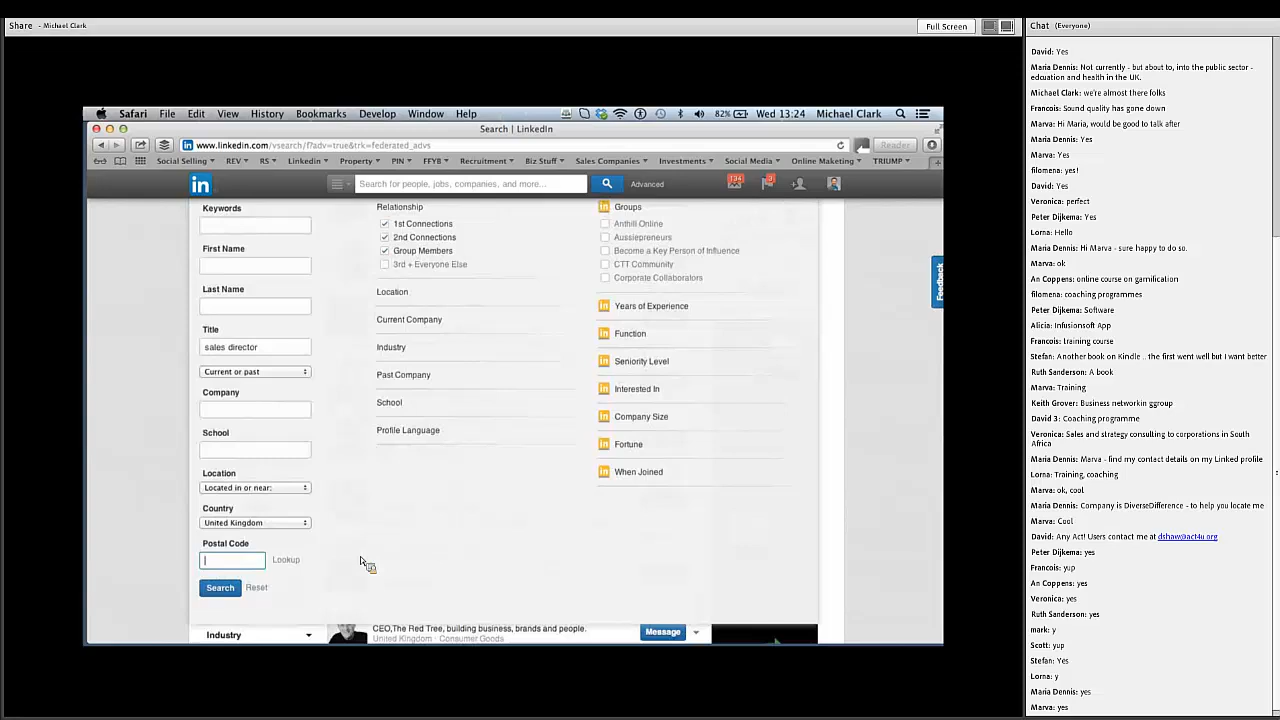 Share - Michael Clark
Full Screen
Safari File Edit View History Bookmarks Develop Window Help 82% Wed 13:24 Michael Clark
Search | LinkedIn
www.linkedin.com/vsearch/f?adv=true&trk=federated_advs
Reader
Social Selling REV RS Linkedin Property PIN FFYB Recruitment Biz Stuff Sales Companies Investments Social Media Online Marketing TRIUMP
in Search for people, jobs, companies, and more... Advanced 134
Keywords
First Name
Last Name
Title
sales director
Current or past
Company
School
Location
Located in or near:
Country
United Kingdom
Postal Code
Lookup
Search Reset
Industry
Relationship
1st Connections
2nd Connections
Group Members
3rd + Everyone Else
Location
Current Company
Industry
Past Company
School
Profile Language
in Groups
Anthill Online
Aussiepreneurs
Become a Key Person of Influence
CTT Community
Corporate Collaborators
in Years of Experience
in Function
in Seniority Level
in Interested In
in Company Size
in Fortune
in When Joined
Feedback
CEO,The Red Tree, building business, brands and people.
United Kingdom · Consumer Goods
Message
Chat (Everyone)
David: Yes
Maria Dennis: Not currently - but about to, into the public sector -
edcuation and health in the UK.
Michael Clark: we're almost there folks
Francois: Sound quality has gone down
Marva: Hi Maria, would be good to talk after
Maria Dennis: Yes
Marva: Yes
filomena: yes!
David: Yes
Veronica: perfect
Peter Dijkema: Yes
Lorna: Hello
Maria Dennis: Hi Marva - sure happy to do so.
Marva: ok
An Coppens: online course on gamification
filomena: coaching programmes
Peter Dijkema: Software
Alicia: Infusionsoft App
Francois: training course
Stefan: Another book on Kindle .. the first went well but I want better
Ruth Sanderson: A book
Marva: Training
Keith Grover: Business networkin ggroup
David 3: Coaching programme
Veronica: Sales and strategy consulting to corporations in South
Africa
Maria Dennis: Marva - find my contact details on my Linked profile
Lorna: Training, coaching
Marva: ok, cool
Maria Dennis: Company is DiverseDifference - to help you locate me
Marva: Cool
David: Any Act! Users contact me at dshaw@act4u.org
Peter Dijkema: yes
Francois: yup
An Coppens: yes
Veronica: yes
Ruth Sanderson: yes
mark: y
Scott: yup
Stefan: Yes
Lorna: y
Maria Dennis: yes
Marva: yes